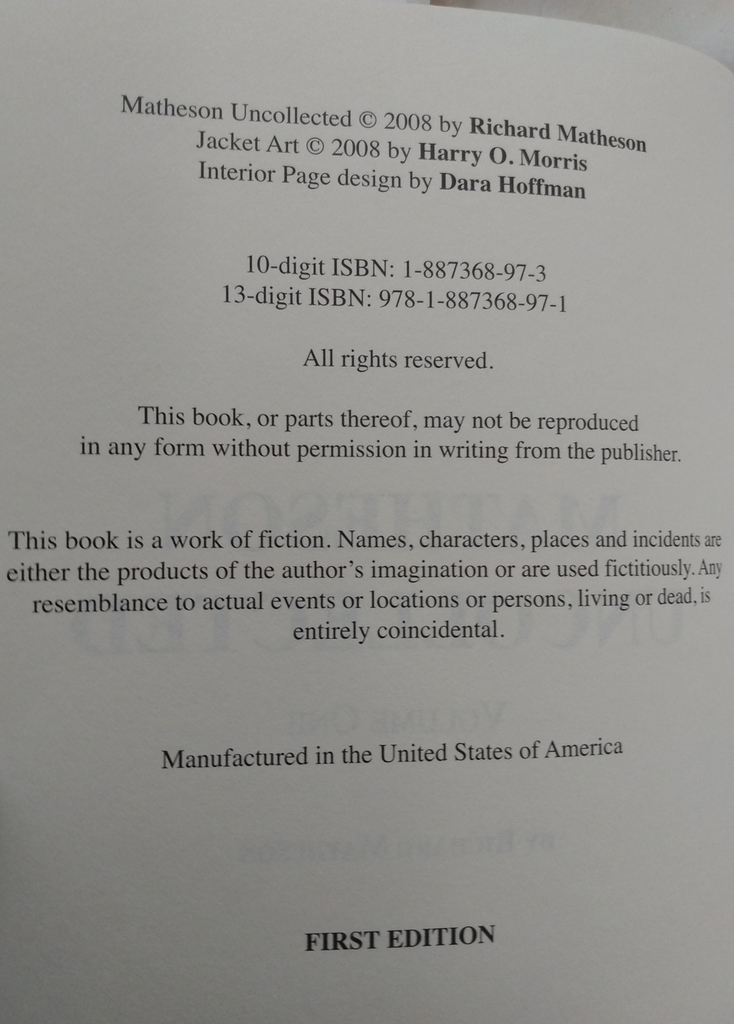 Matheson Uncollected © 2008 by Richard Matheson
Jacket Art © 2008 by Harry O. Morris
Interior Page design by Dara Hoffman
10-digit ISBN: 1-887368-97-3
13-digit ISBN: 978-1-887368-97-1
All rights reserved.
This book, or parts thereof, may not be reproduced
in any form without permission in writing from the publisher.
This book is a work of fiction. Names, characters, places and incidents are
either the products of the author's imagination or are used fictitiously. Any
resemblance to actual events or locations or persons, living or dead, is
entirely coincidental.
Manufactured in the United States of America
FIRST EDITION